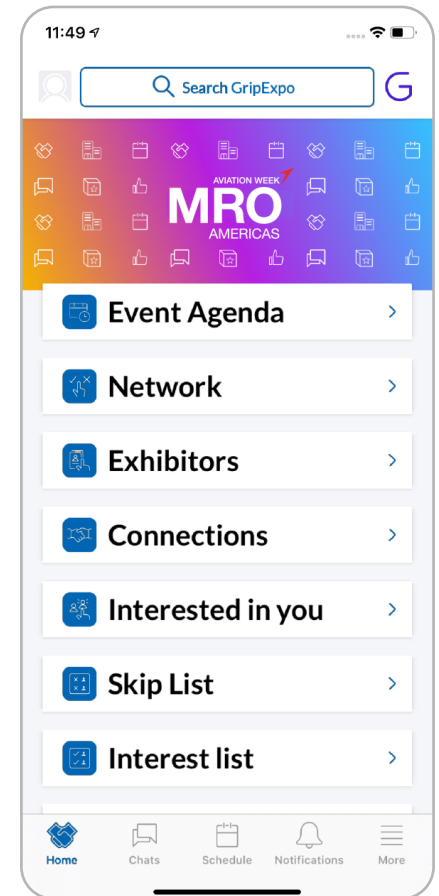 11:49
Search GripExpo
G
AVIATION WEEK
MRO
AMERICAS
Event Agenda
Network
Exhibitors
Connections
Interested in you
Skip List
Interest list
Home Chats Schedule Notifications More